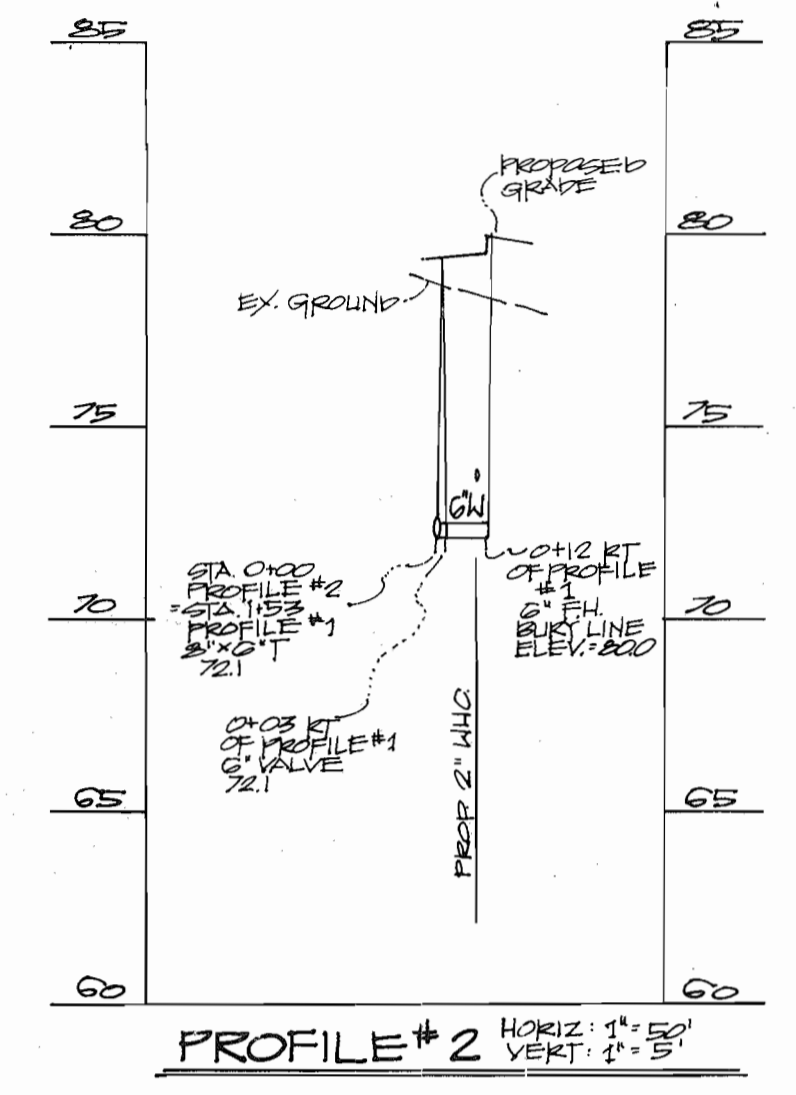 85
85
PROPOSED
GRADE
80
80
EX. GROUND
75
75
6"W
STA. 0+00
PROFILE #2
= STA. 1+53
PROFILE #1
8"x6"T
72.1
0+12 RT
OF PROFILE
#1
6" F.H.
BURY LINE
ELEV.=80.0
70
70
0+03 RT
OF PROFILE #1
6" VALVE
72.1
PROP. 2" WHC.
65
65
60
60
PROFILE # 2
HORIZ: 1"=50'
VERT: 1"=5'